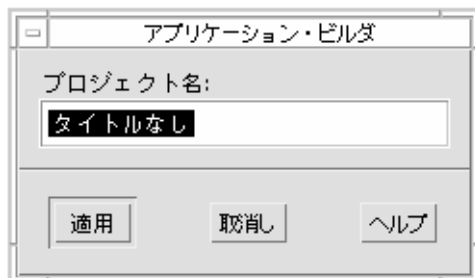 アプリケーション・ビルダ
プロジェクト名:
タイトルなし
適用 取消し ヘルプ